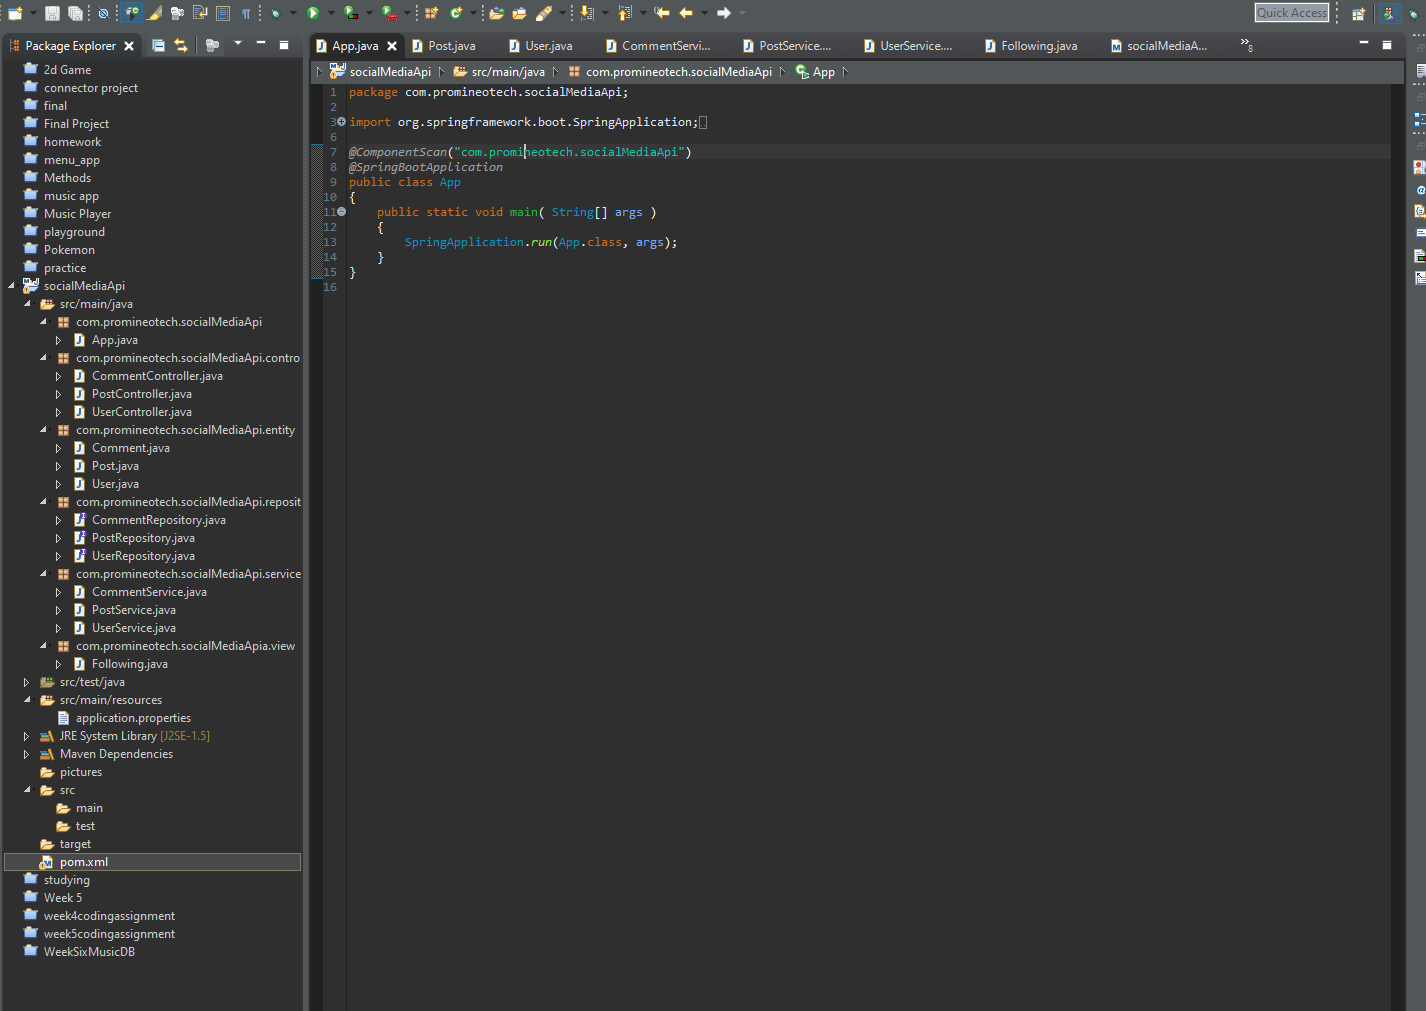 Quick Access
Package Explorer
2d Game
connector project
final
Final Project
homework
menu_app
Methods
music app
Music Player
playground
Pokemon
practice
socialMediaApi
src/main/java
com.promineotech.socialMediaApi
App.java
com.promineotech.socialMediaApi.contro
CommentController.java
PostController.java
UserController.java
com.promineotech.socialMediaApi.entity
Comment.java
Post.java
User.java
com.promineotech.socialMediaApi.reposit
CommentRepository.java
PostRepository.java
UserRepository.java
com.promineotech.socialMediaApi.service
CommentService.java
PostService.java
UserService.java
com.promineotech.socialMediaApia.view
Following.java
src/test/java
src/main/resources
application.properties
JRE System Library [J2SE-1.5]
Maven Dependencies
pictures
src
main
test
target
pom.xml
studying
Week 5
week4codingassignment
week5codingassignment
WeekSixMusicDB
App.java Post.java User.java CommentServi... PostService.... UserService.... Following.java socialMediaA... »8
socialMediaApi src/main/java com.promineotech.socialMediaApi App
1 package com.promineotech.socialMediaApi;
2
3 import org.springframework.boot.SpringApplication;
6
7 @ComponentScan("com.promineotech.socialMediaApi")
8 @SpringBootApplication
9 public class App
10 {
11 public static void main( String[] args )
12 {
13 SpringApplication.run(App.class, args);
14 }
15 }
16